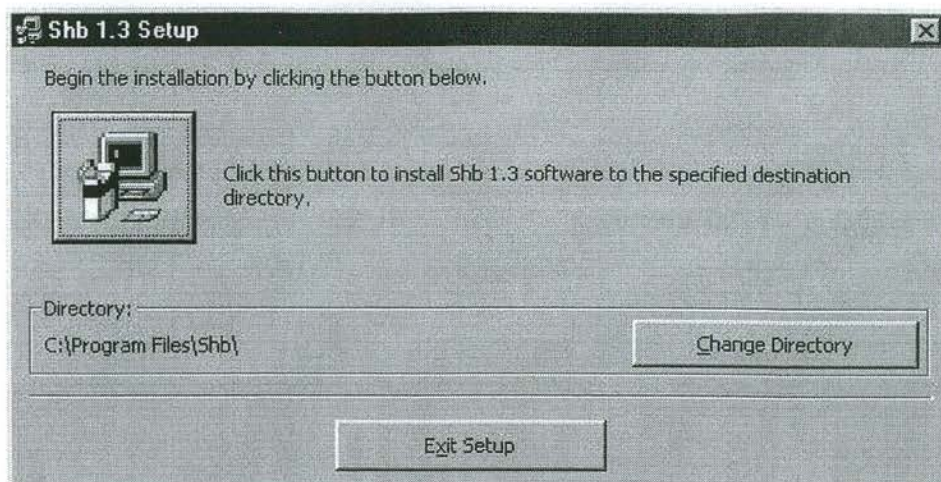 Shb 1.3 Setup
Begin the installation by clicking the button below.
Click this button to install Shb 1.3 software to the specified destination
directory.
Directory:
C:\Program Files\Shb\
Change Directory
Exit Setup